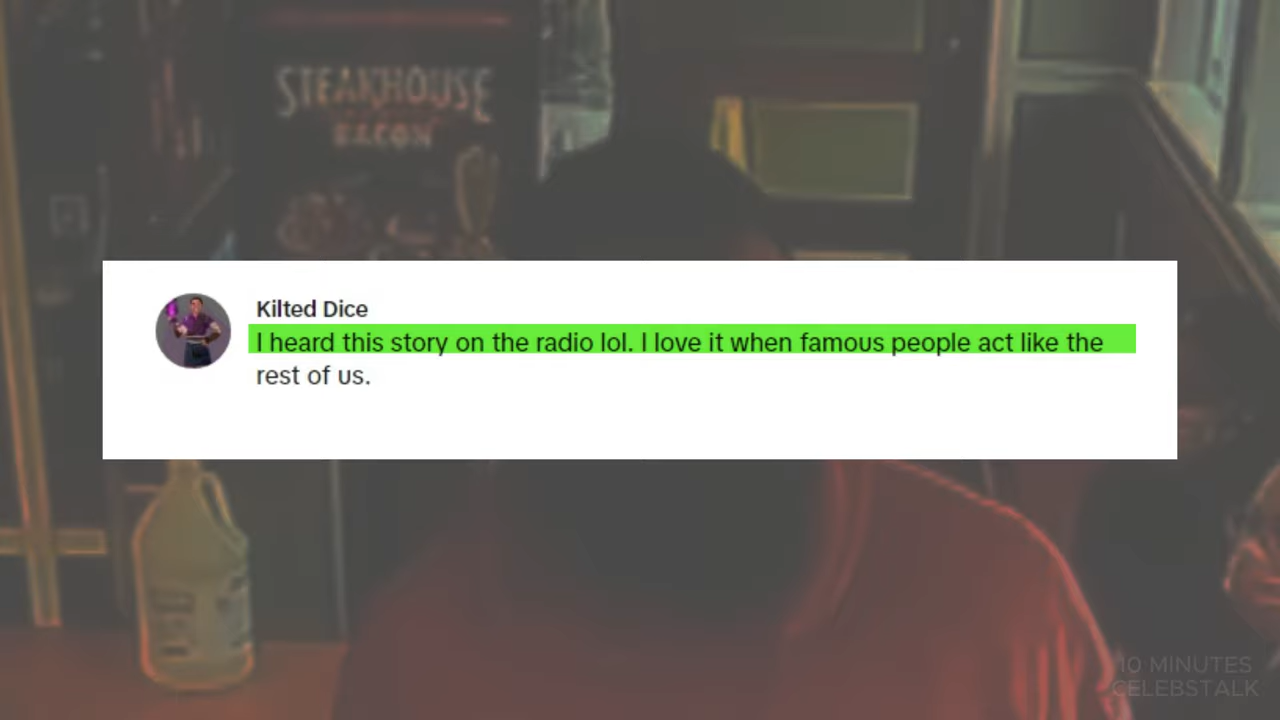 STEAKHOUSE
BACON
Kilted Dice
I heard this story on the radio lol. I love it when famous people act like the
rest of us.
10 MINUTES
CELEBSTALK